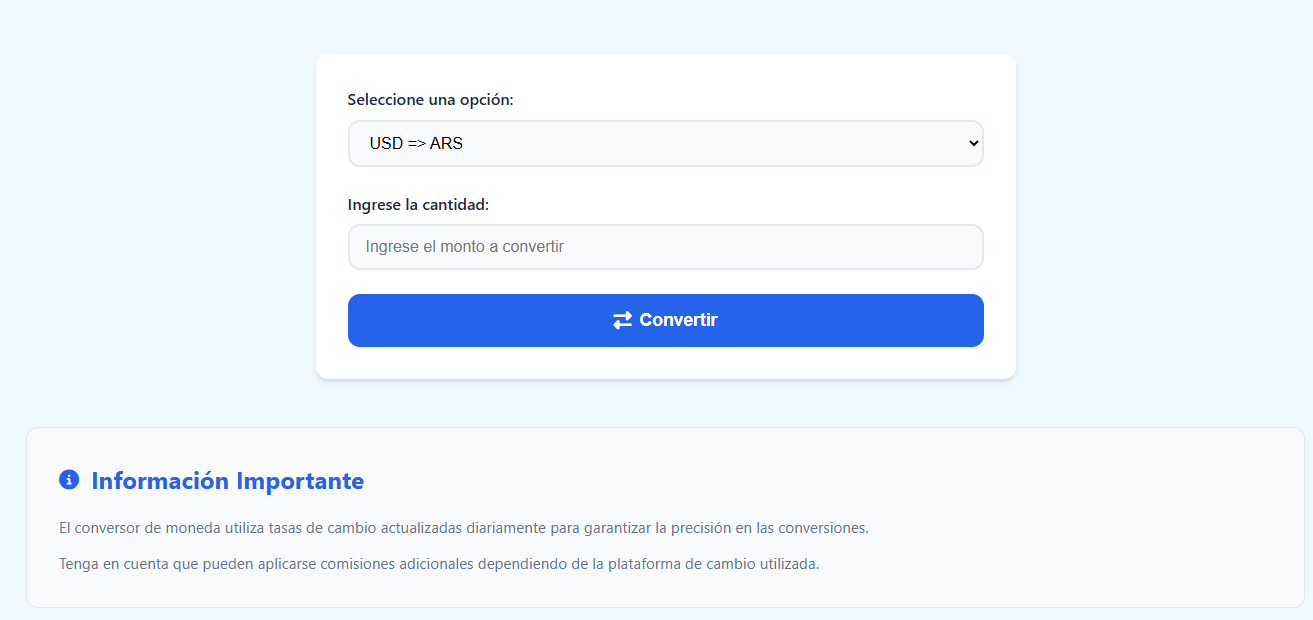 Seleccione una opción:
USD => ARS
Ingrese la cantidad:
Ingrese el monto a convertir
Convertir
Información Importante
El conversor de moneda utiliza tasas de cambio actualizadas diariamente para garantizar la precisión en las conversiones.
Tenga en cuenta que pueden aplicarse comisiones adicionales dependiendo de la plataforma de cambio utilizada.